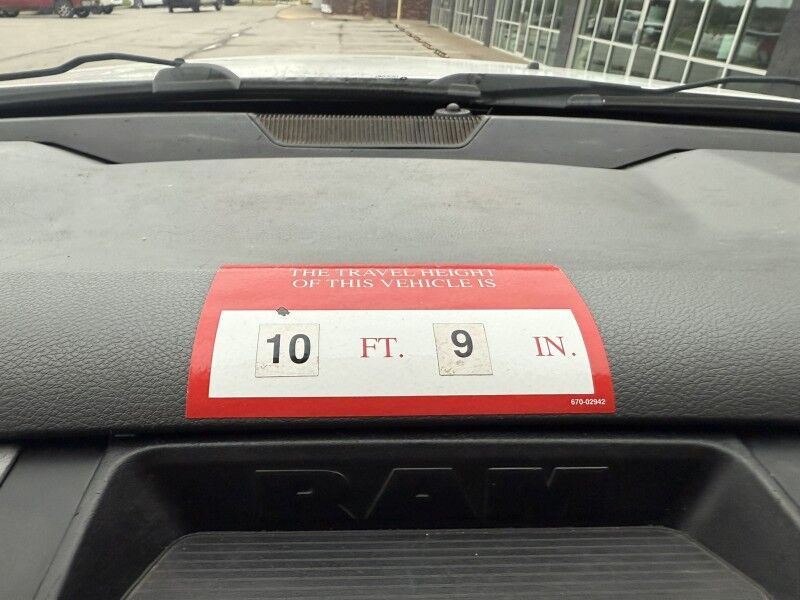 THE TRAVEL HEIGHT
OF THIS VEHICLE IS
10 FT. 9 IN.
670-02942
RAM